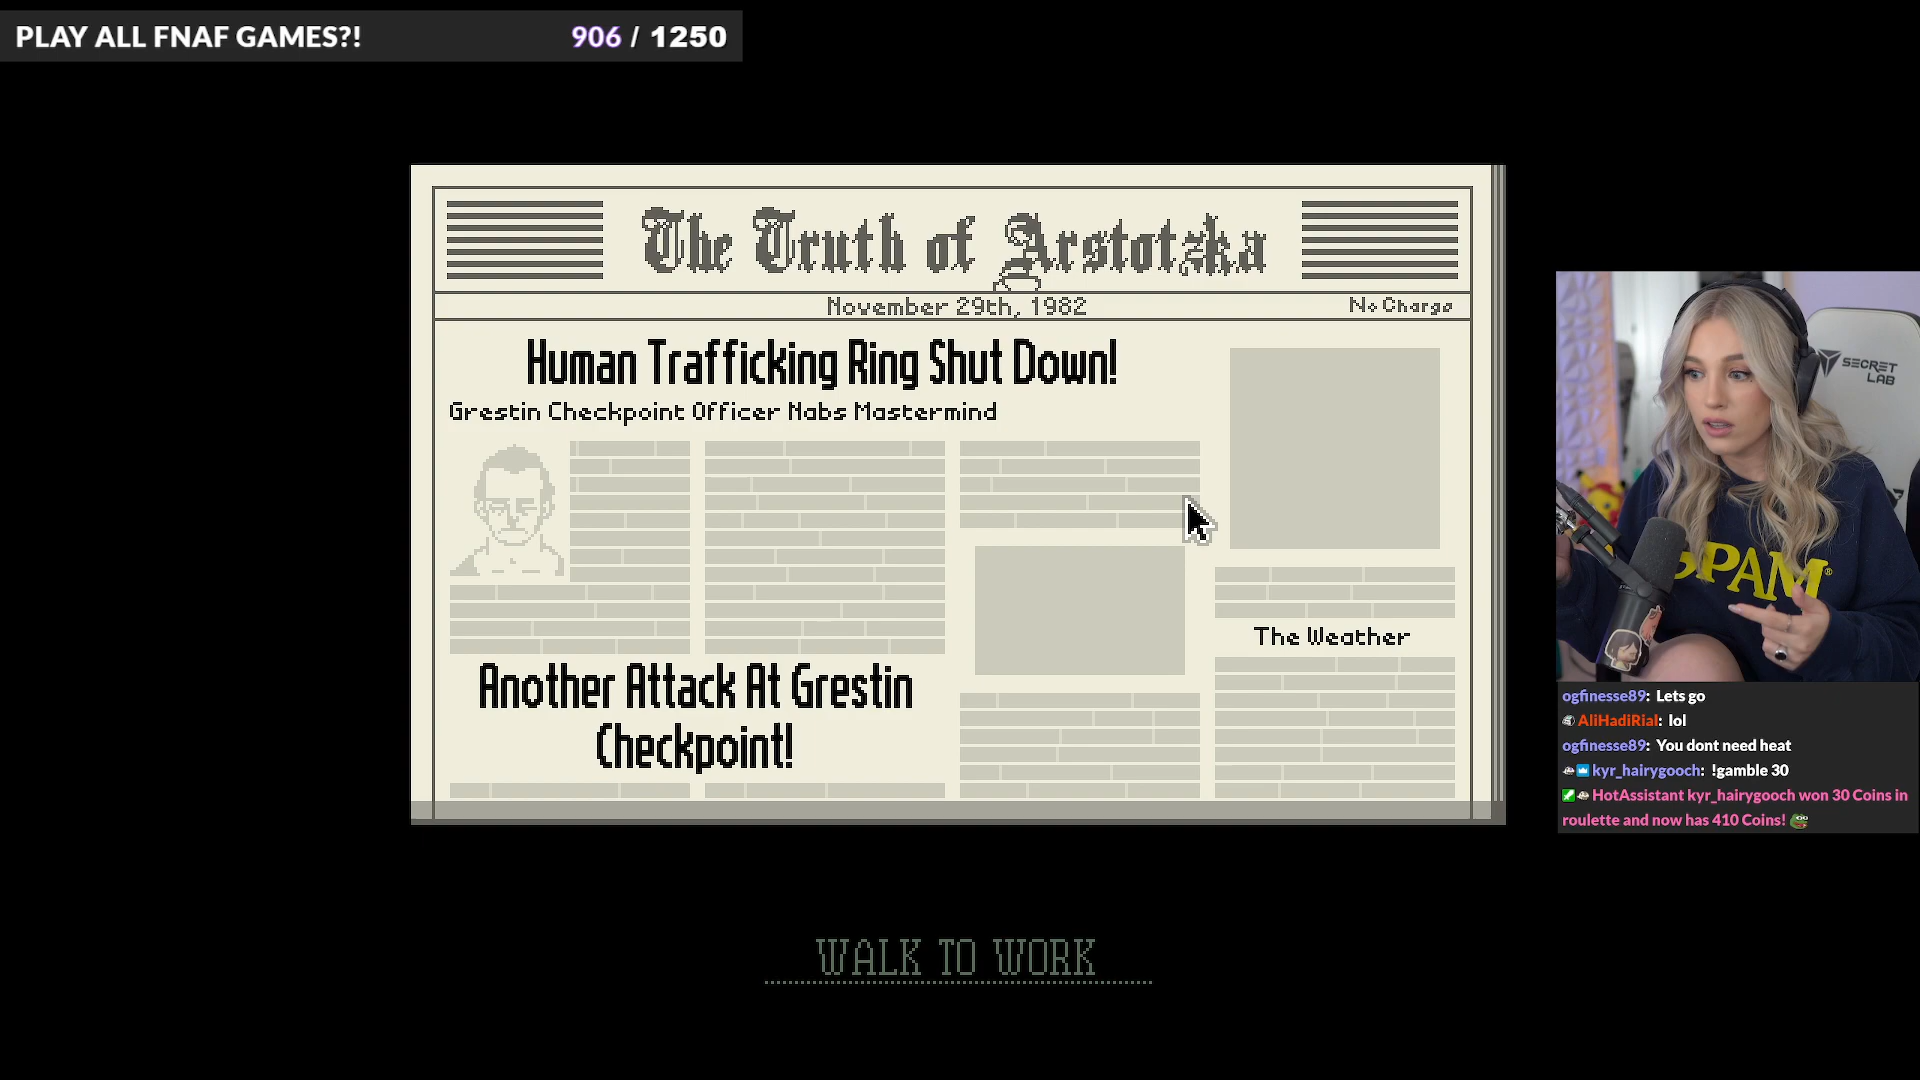 PLAY ALL FNAF GAMES?! 906 / 1250
The Truth of Arstotzka
November 29th, 1982 No Charge
Human Trafficking Ring Shut Down!
Grestin Checkpoint Officer Nabs Mastermind
The Weather
Another Attack At Grestin
Checkpoint!
WALK TO WORK
SECRET
LAB
SPAM®
ogfinesse89: Lets go
AliHadiRial: lol
ogfinesse89: You dont need heat
kyr_hairygooch: !gamble 30
HotAssistant kyr_hairygooch won 30 Coins in
roulette and now has 410 Coins!